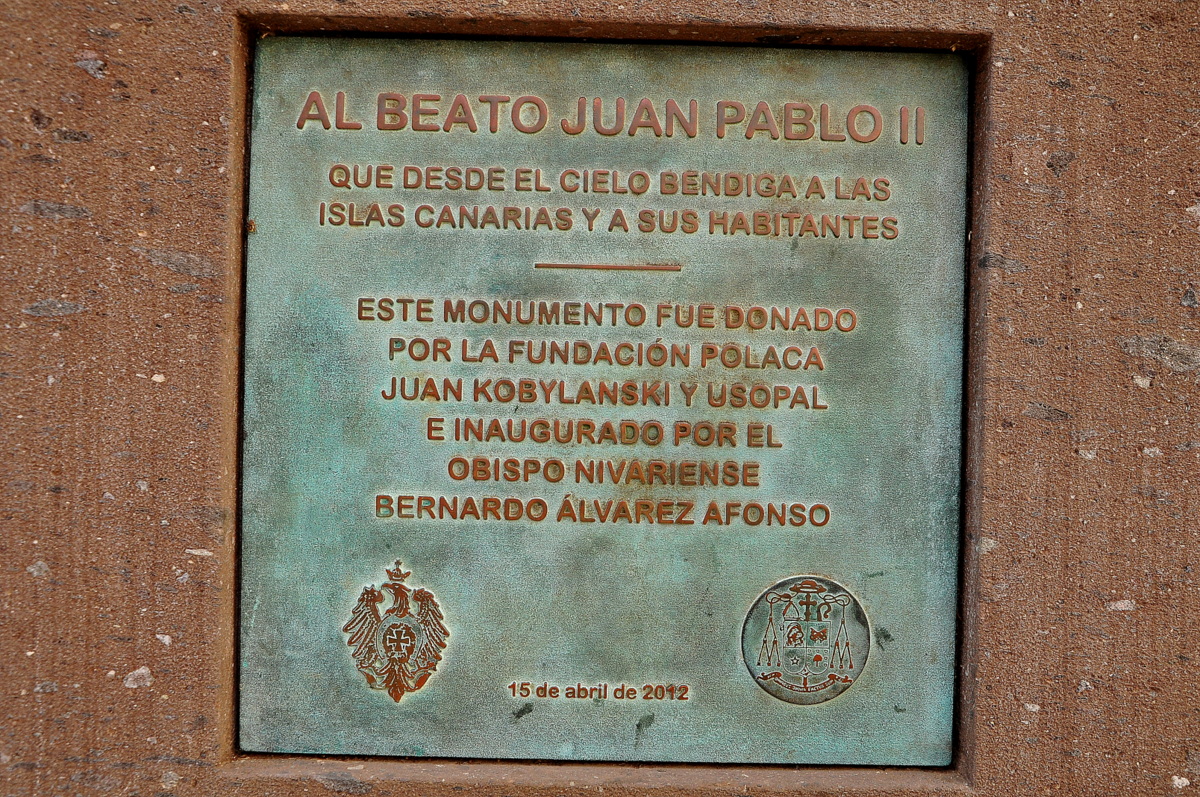 AL BEATO JUAN PABLO II
QUE DESDE EL CIELO BENDIGA A LAS
ISLAS CANARIAS Y A SUS HABITANTES
ESTE MONUMENTO FUE DONADO
POR LA FUNDACIÓN POLACA
JUAN KOBYLANSKI Y USOPAL
E INAUGURADO POR EL
OBISPO NIVARIENSE
BERNARDO ÁLVAREZ AFONSO
15 de abril de 2012